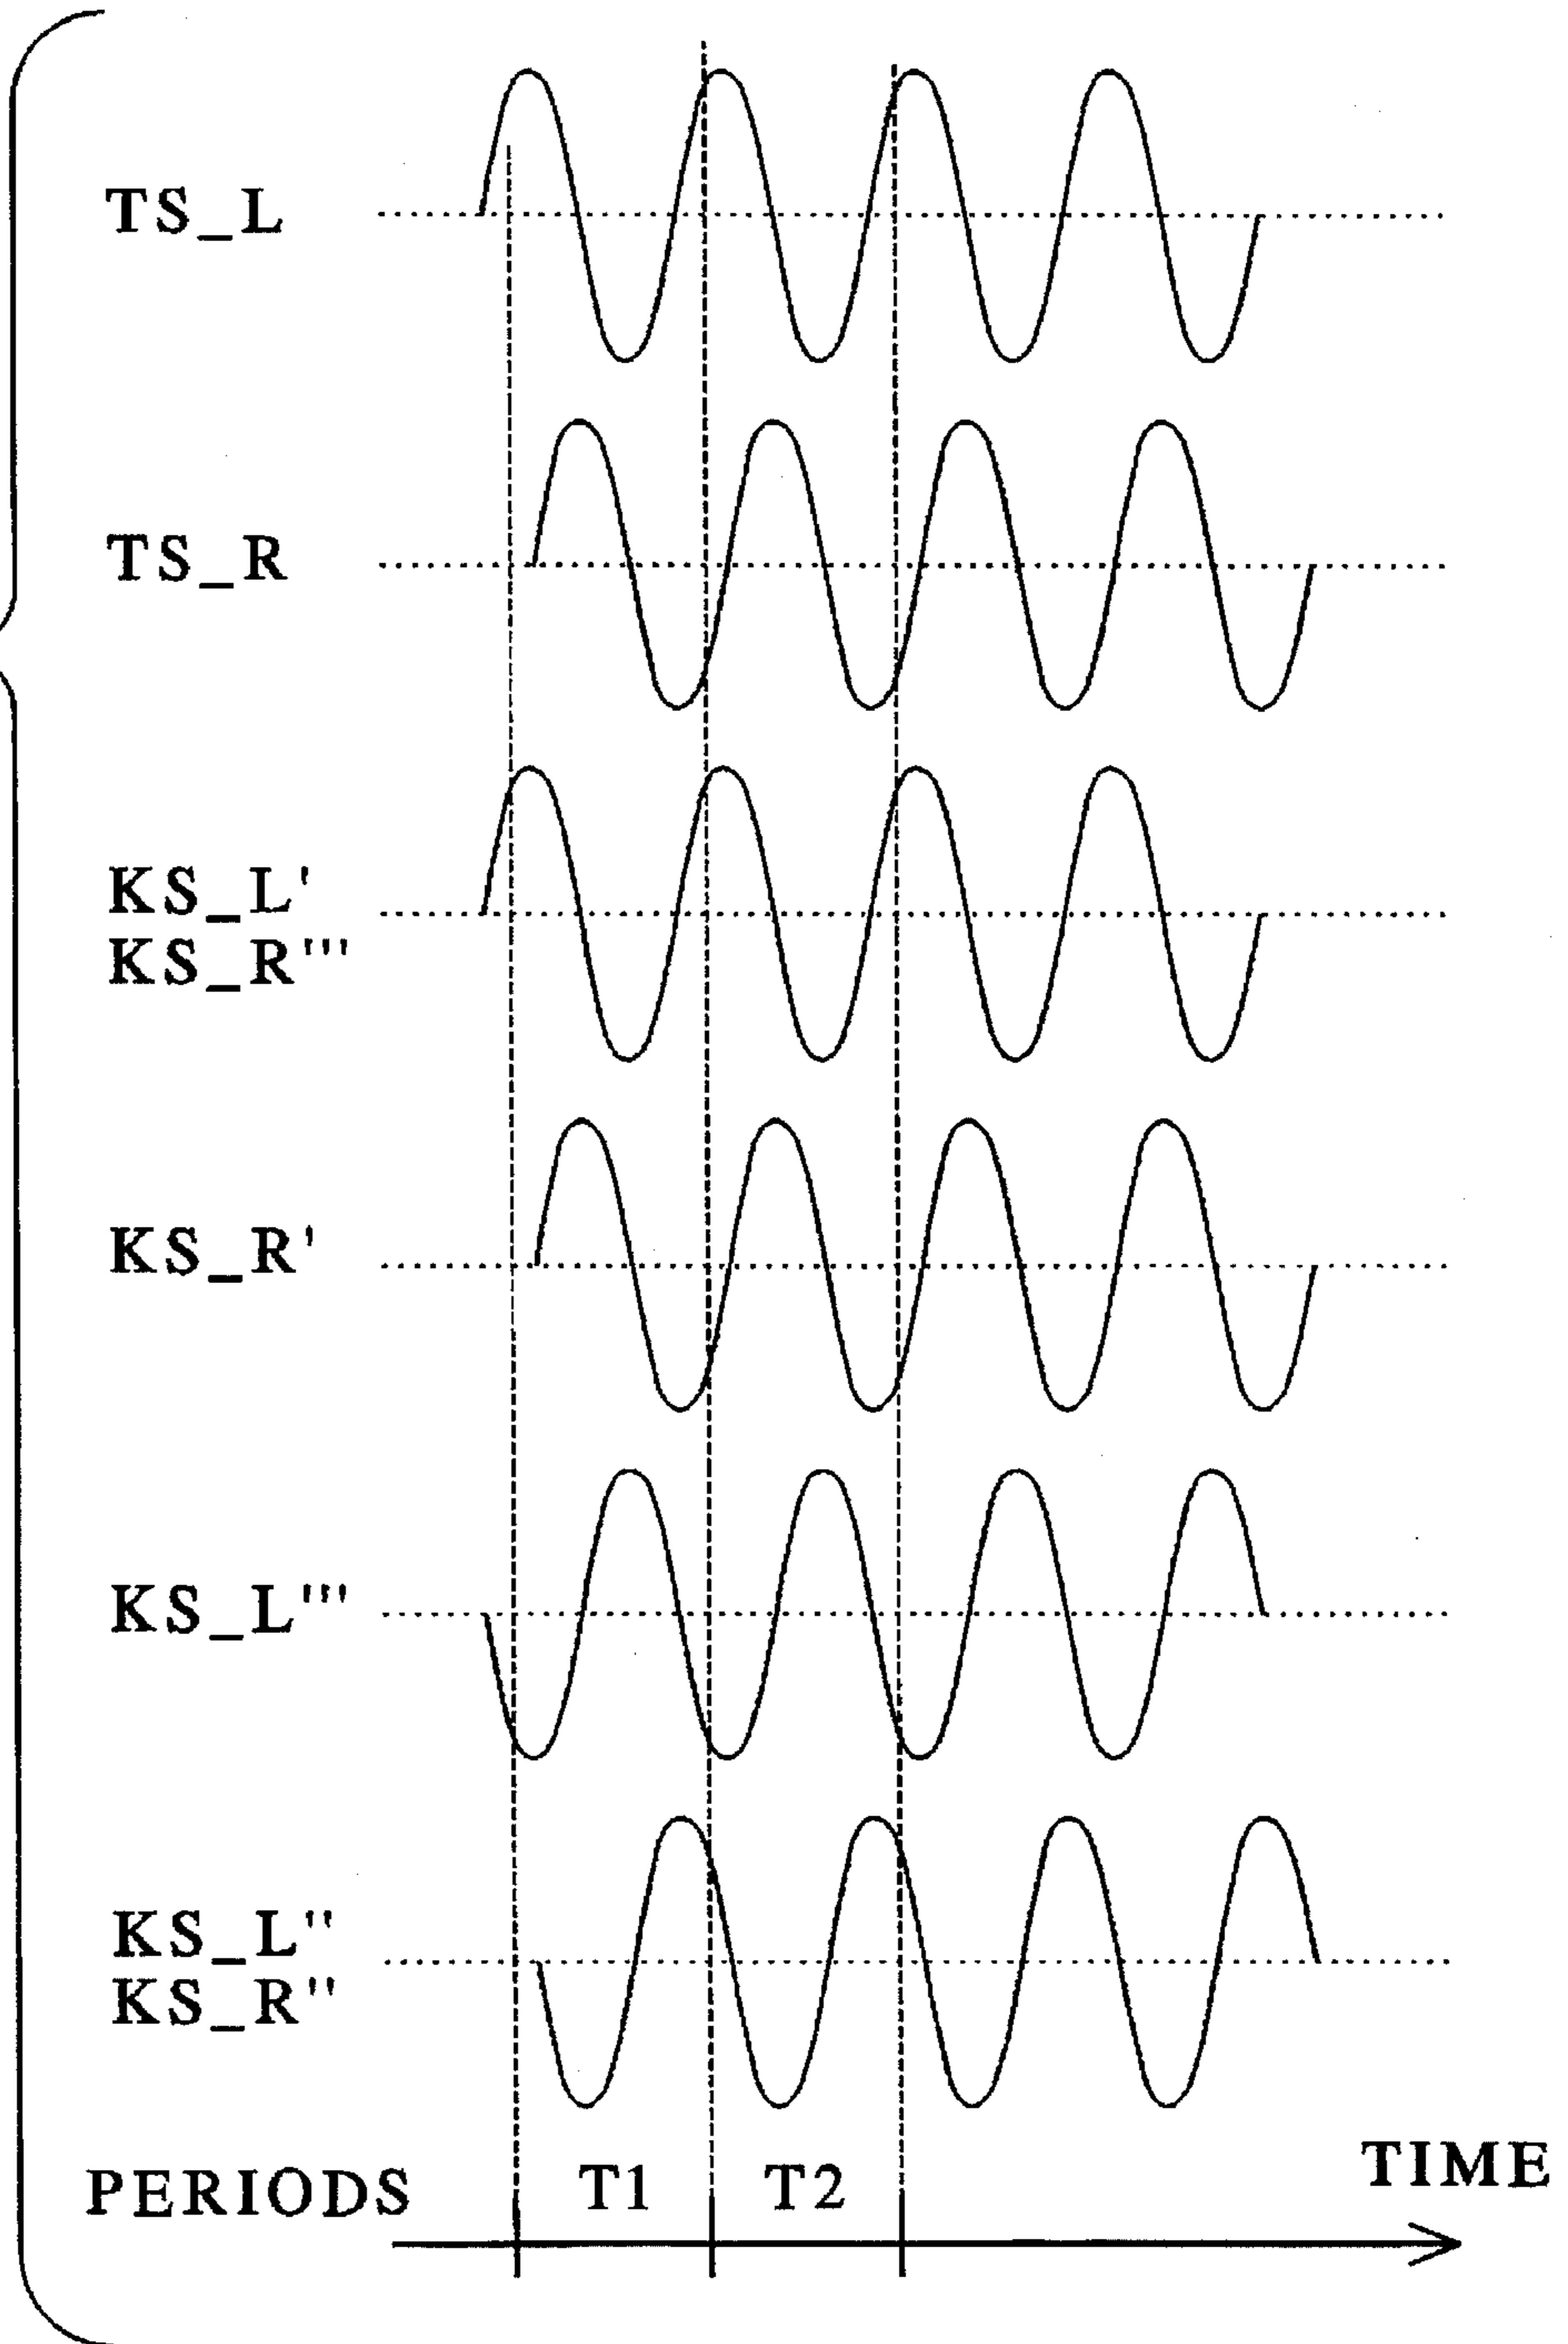 TS_L
TS_R
KS_L'
KS_R'''
KS_R'
KS_L'''
KS_L''
KS_R''
PERIODS T1 T2 TIME